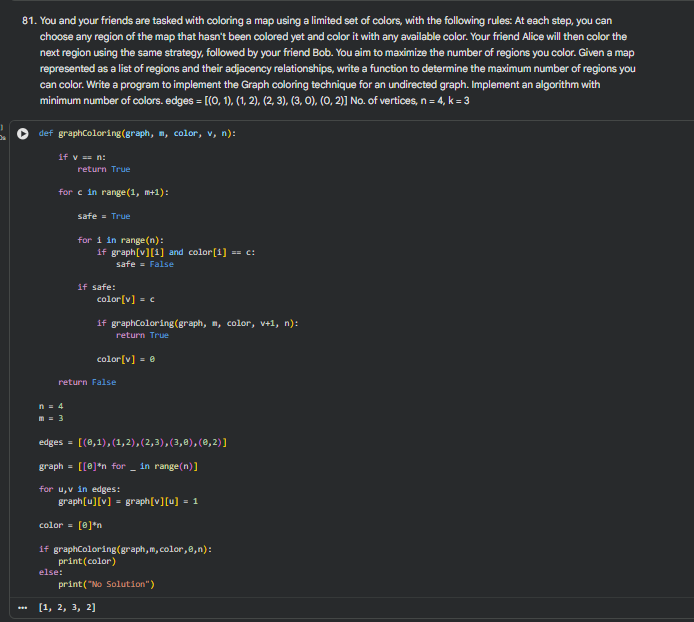 81. You and your friends are tasked with coloring a map using a limited set of colors, with the following rules: At each step, you can
choose any region of the map that hasn't been colored yet and color it with any available color. Your friend Alice will then color the
next region using the same strategy, followed by your friend Bob. You aim to maximize the number of regions you color. Given a map
represented as a list of regions and their adjacency relationships, write a function to determine the maximum number of regions you
can color. Write a program to implement the Graph coloring technique for an undirected graph. Implement an algorithm with
minimum number of colors. edges = [(0, 1), (1, 2), (2, 3), (3, 0), (0, 2)] No. of vertices, n = 4, k = 3
def graphColoring(graph, m, color, v, n):
if v == n:
return True
for c in range(1, m+1):
safe = True
for i in range(n):
if graph[v][i] and color[i] == c:
safe = False
if safe:
color[v] = c
if graphColoring(graph, m, color, v+1, n):
return True
color[v] = 0
return False
n = 4
m = 3
edges = [(0,1),(1,2),(2,3),(3,0),(0,2)]
graph = [[0]*n for _ in range(n)]
for u,v in edges:
graph[u][v] = graph[v][u] = 1
color = [0]*n
if graphColoring(graph,m,color,0,n):
print(color)
else:
print("No Solution")
... [1, 2, 3, 2]